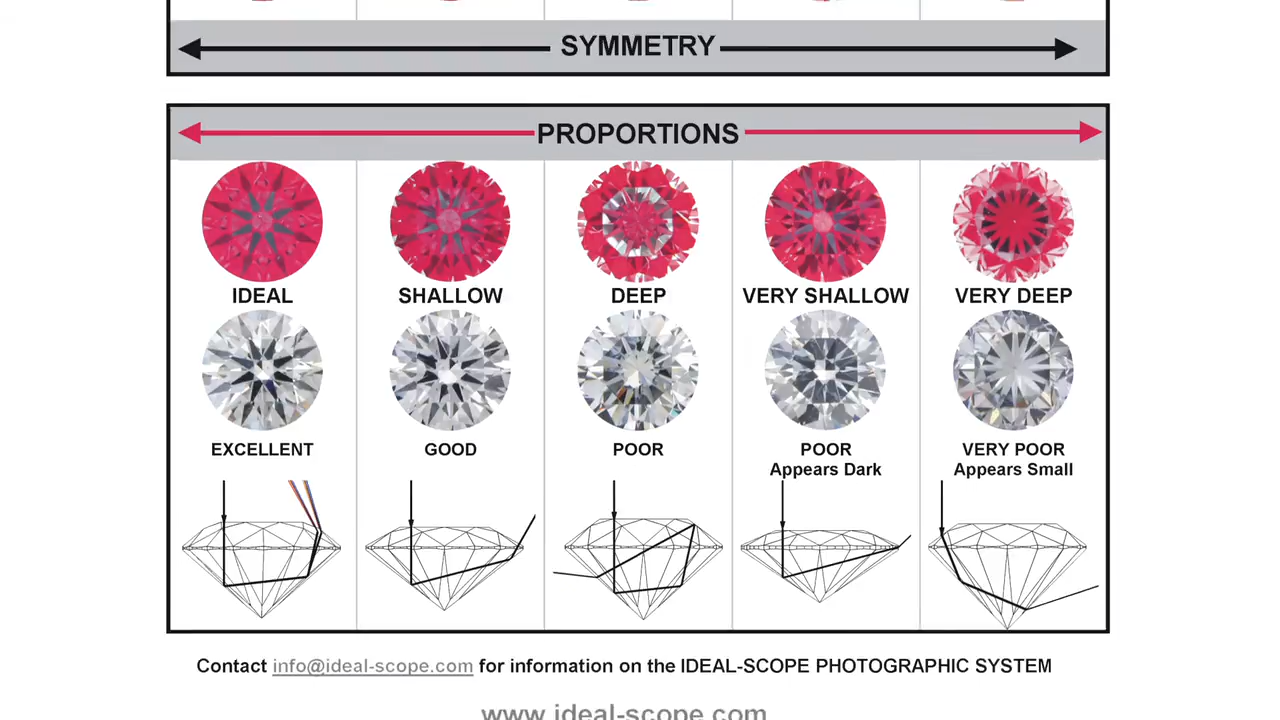 SYMMETRY
PROPORTIONS
IDEAL
SHALLOW
DEEP
VERY SHALLOW
VERY DEEP
EXCELLENT
GOOD
POOR
POOR
Appears Dark
VERY POOR
Appears Small
Contact info@ideal-scope.com for information on the IDEAL-SCOPE PHOTOGRAPHIC SYSTEM
www.ideal-scope.com